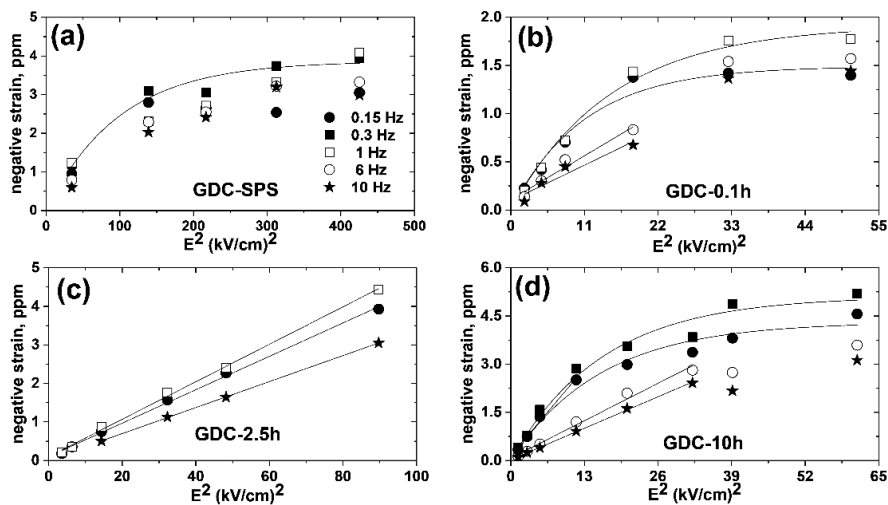 (a)
negative strain, ppm
5
4
3
2
1
0
0 100 200 300 400 500
E² (kV/cm)²
GDC-SPS
0.15 Hz
0.3 Hz
1 Hz
6 Hz
10 Hz
(b)
negative strain, ppm
2.0
1.5
1.0
0.5
0.0
0 11 22 33 44 55
E² (kV/cm)²
GDC-0.1h
(c)
negative strain, ppm
5
4
3
2
1
0
0 20 40 60 80 100
E² (kV/cm)²
GDC-2.5h
(d)
negative strain, ppm
6.0
4.5
3.0
1.5
0.0
0 13 26 39 52 65
E² (kV/cm)²
GDC-10h